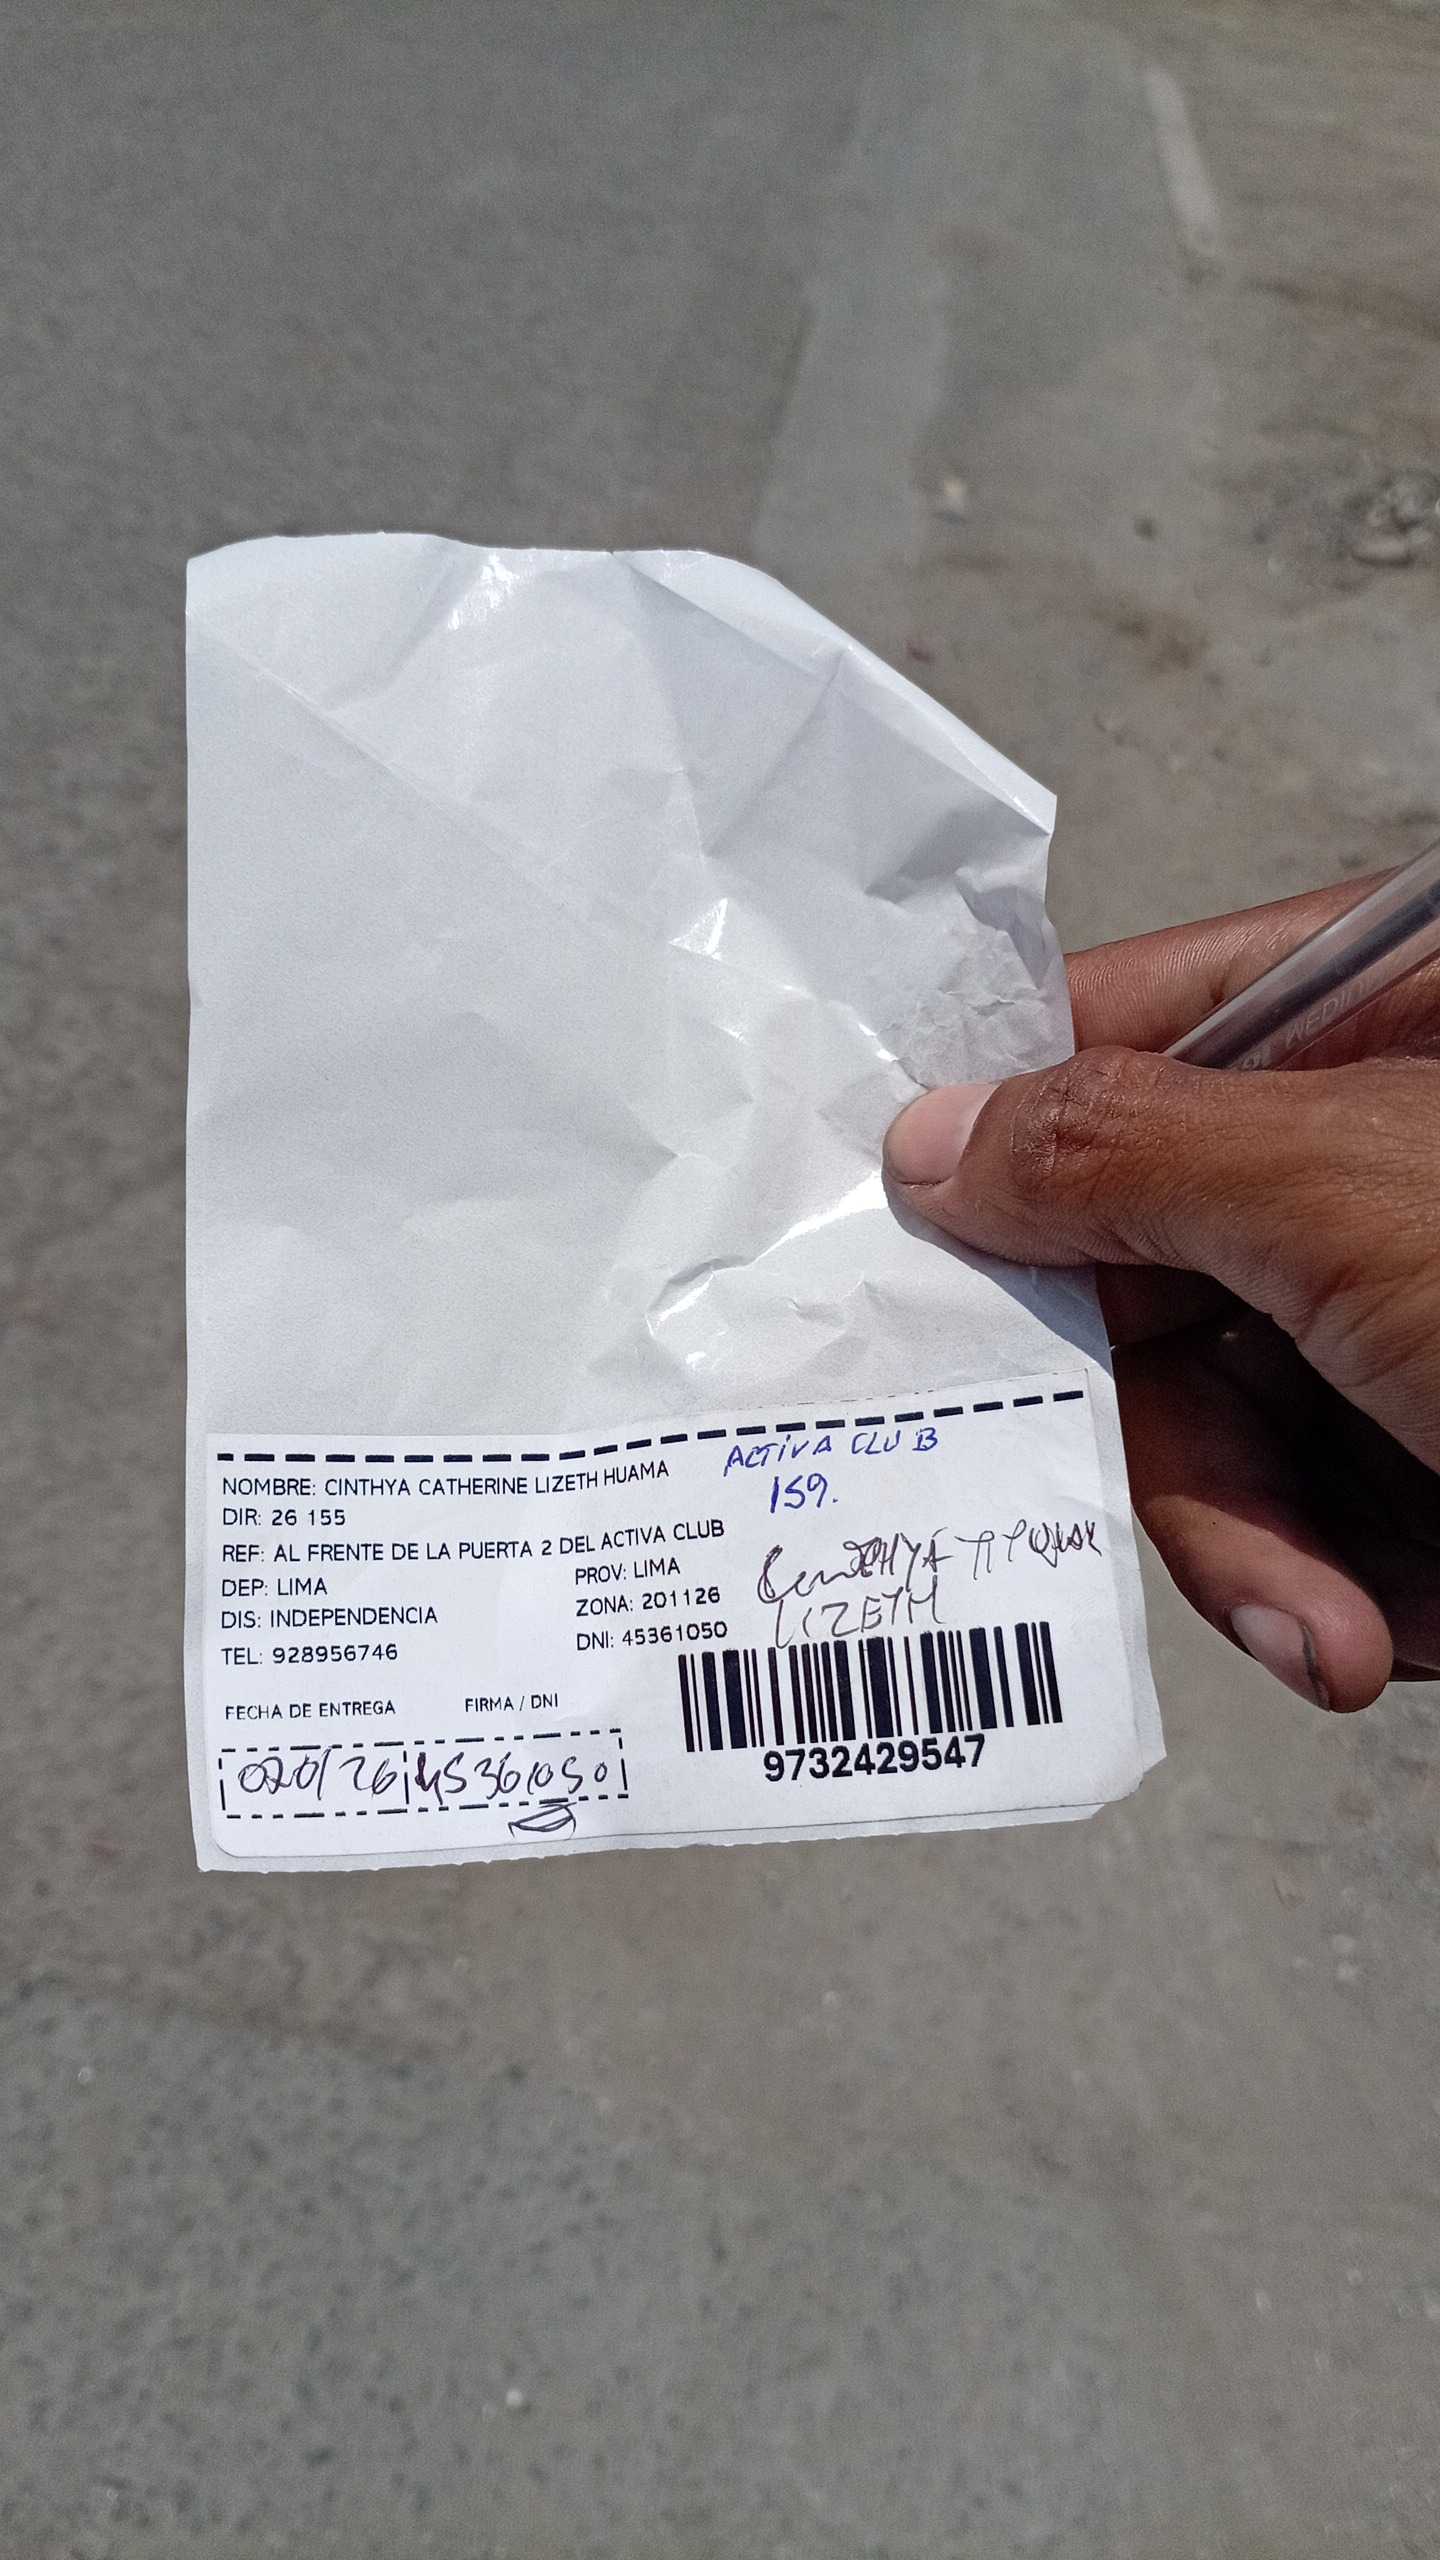 NOMBRE: CINTHYA CATHERINE LIZETH HUAMA
ACTIVA CLUB
159.
DIR: 26 155
REF: AL FRENTE DE LA PUERTA 2 DEL ACTIVA CLUB
DEP: LIMA PROV: LIMA
DIS: INDEPENDENCIA ZONA: 201126
TEL: 928956746 DNI: 45361050
LIZETH
FECHA DE ENTREGA FIRMA / DNI
45361050
9732429547